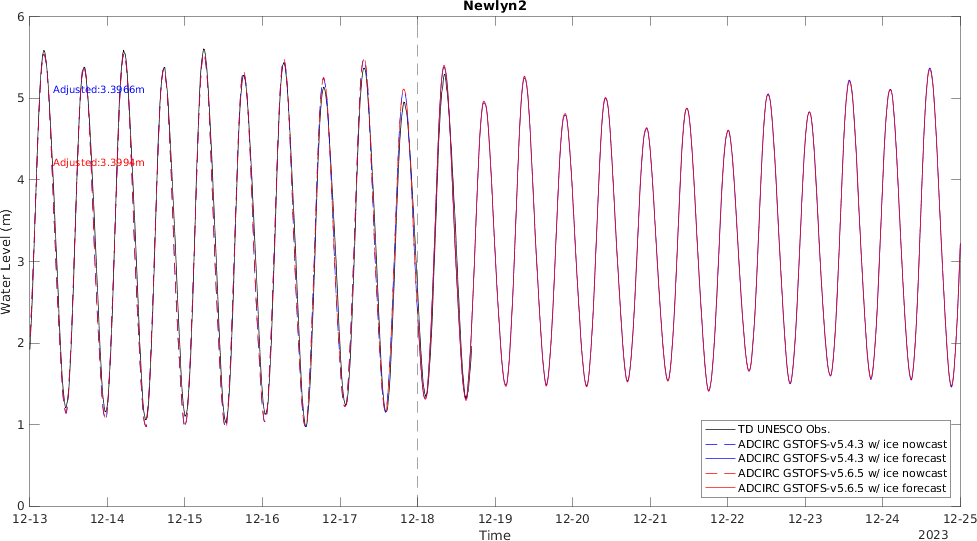 Newlyn2
6
5
4
3
2
1
0
Water Level (m)
Adjusted:3.3966m
Adjusted:3.3994m
TD UNESCO Obs.
ADCIRC GSTOFS-v5.4.3 w/ ice nowcast
ADCIRC GSTOFS-v5.4.3 w/ ice forecast
ADCIRC GSTOFS-v5.6.5 w/ ice nowcast
ADCIRC GSTOFS-v5.6.5 w/ ice forecast
12-13 12-14 12-15 12-16 12-17 12-18 12-19 12-20 12-21 12-22 12-23 12-24 12-25
Time
2023